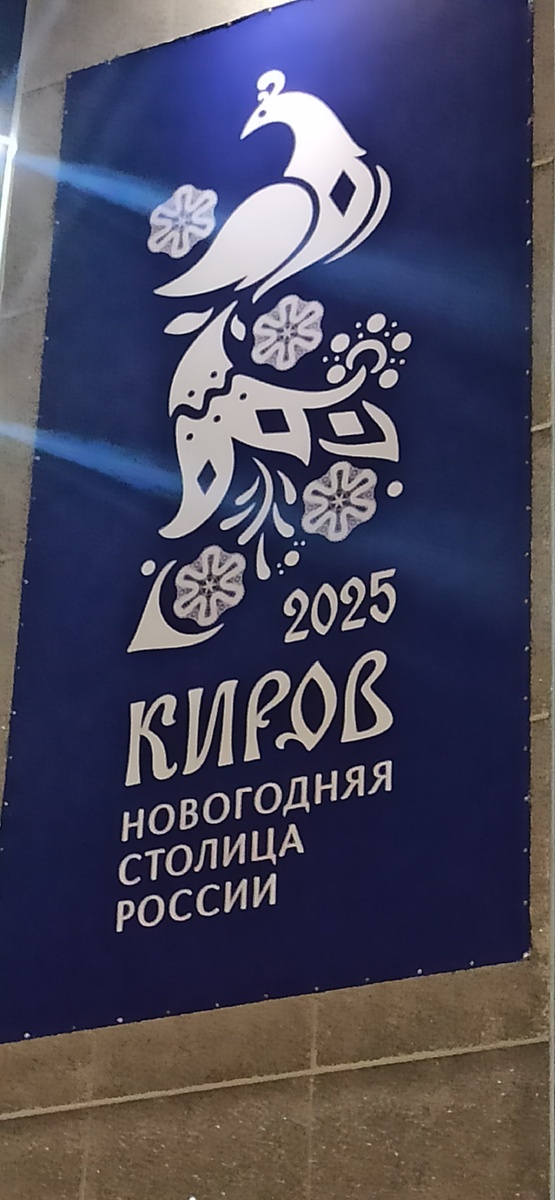 2025
КИРОВ
НОВОГОДНЯЯ
СТОЛИЦА
РОССИИ